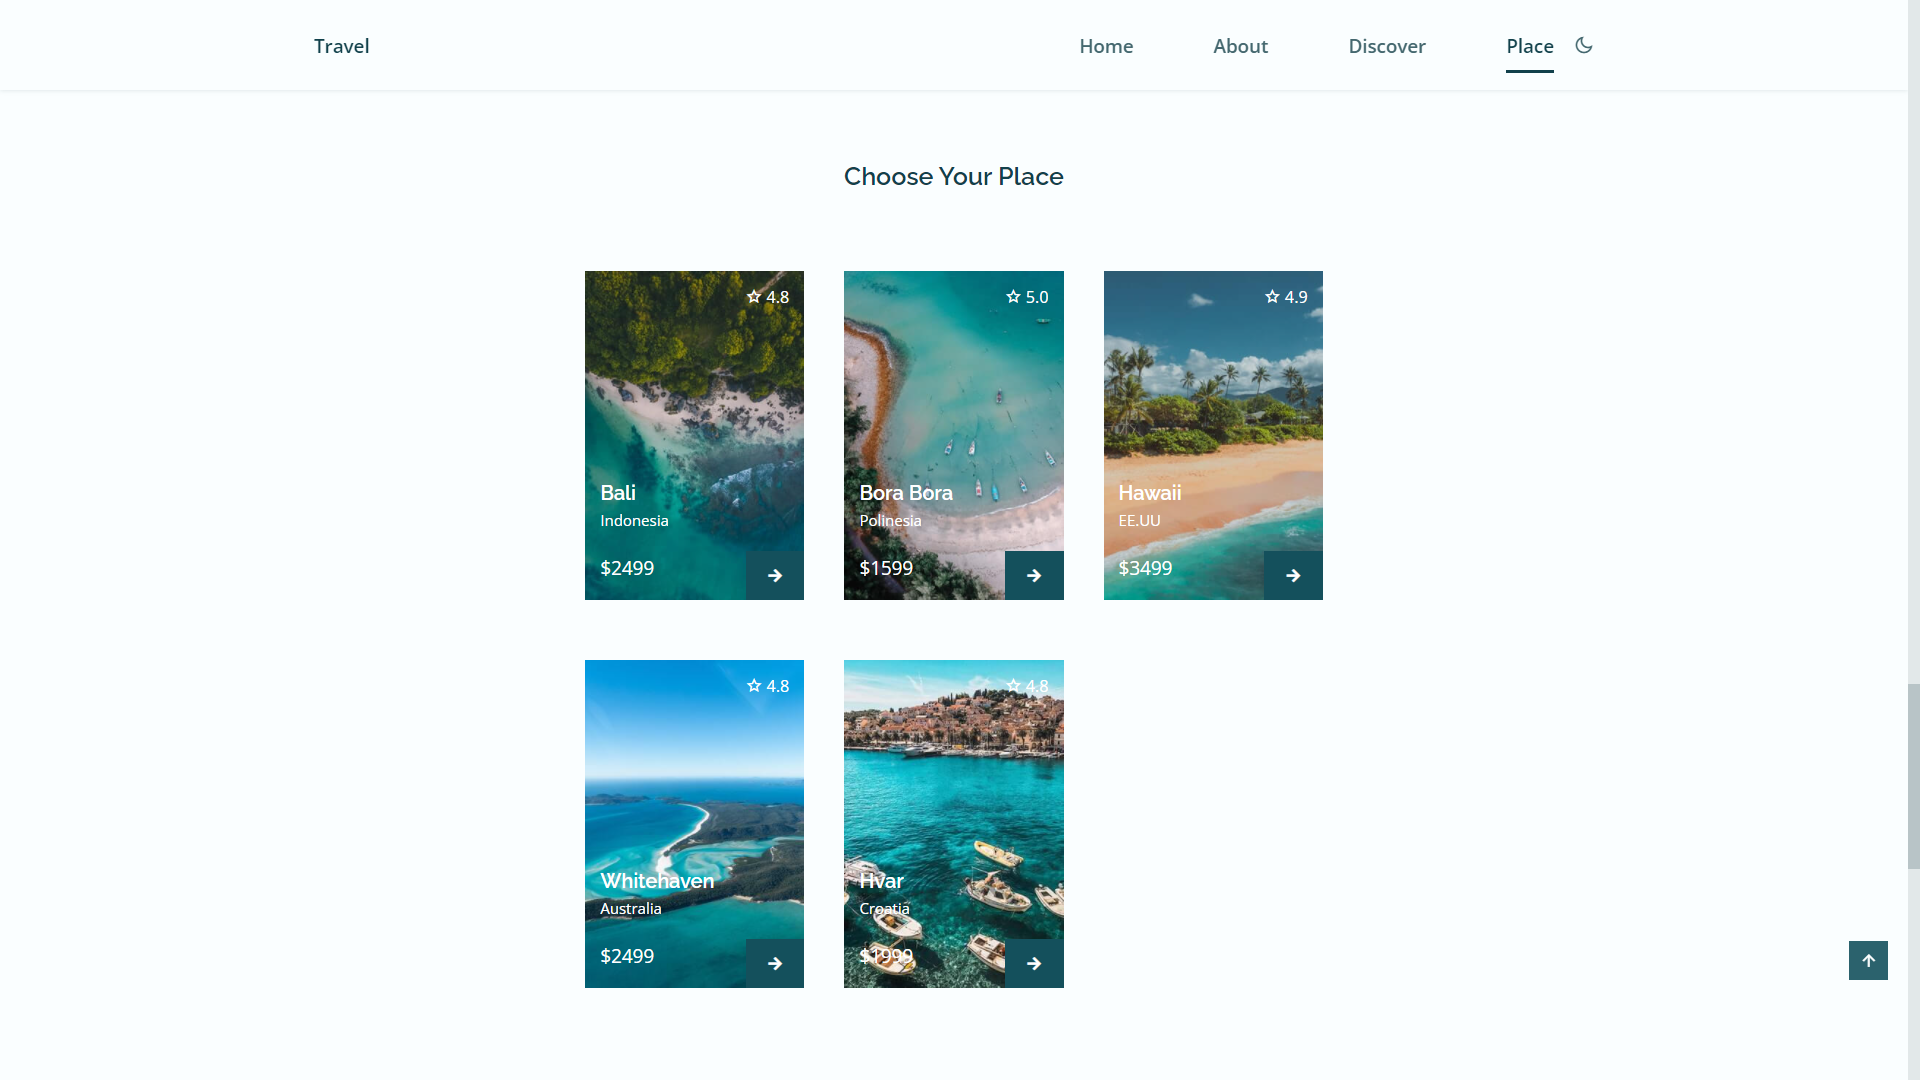 Travel
Home
About
Discover
Place
Choose Your Place
4.8
Bali
Indonesia
$2499
5.0
Bora Bora
Polinesia
$1599
4.9
Hawaii
EE.UU
$3499
4.8
Whitehaven
Australia
$2499
4.8
Hvar
Croatia
$1999